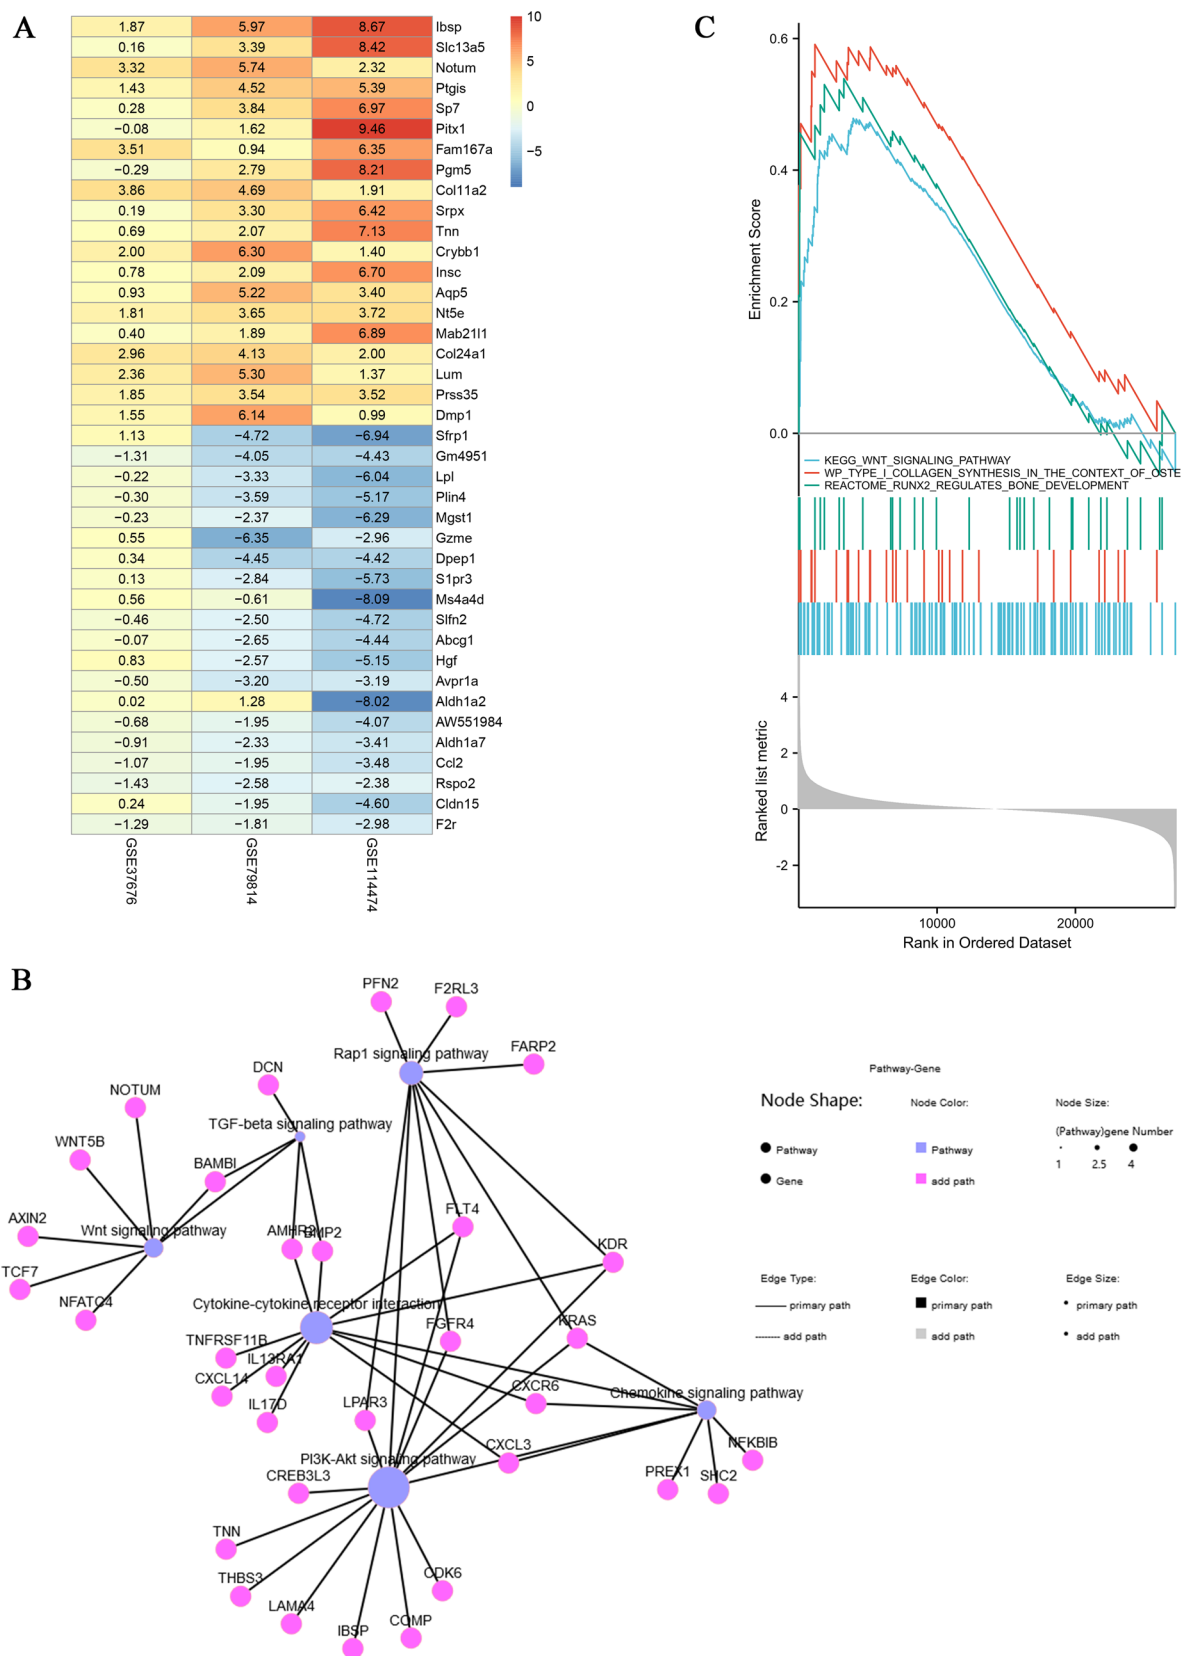 A
1.87 5.97 8.67 Ibsp
0.16 3.39 8.42 Slc13a5
3.32 5.74 2.32 Notum
1.43 4.52 5.39 Ptgis
0.28 3.84 6.97 Sp7
−0.08 1.62 9.46 Pitx1
3.51 0.94 6.35 Fam167a
−0.29 2.79 8.21 Pgm5
3.86 4.69 1.91 Col11a2
0.19 3.30 6.42 Srpx
0.69 2.07 7.13 Tnn
2.00 6.30 1.40 Crybb1
0.78 2.09 6.70 Insc
0.93 5.22 3.40 Aqp5
1.81 3.65 3.72 Nt5e
0.40 1.89 6.89 Mab21l1
2.96 4.13 2.00 Col24a1
2.36 5.30 1.37 Lum
1.85 3.54 3.52 Prss35
1.55 6.14 0.99 Dmp1
1.13 −4.72 −6.94 Sfrp1
−1.31 −4.05 −4.43 Gm4951
−0.22 −3.33 −6.04 Lpl
−0.30 −3.59 −5.17 Plin4
−0.23 −2.37 −6.29 Mgst1
0.55 −6.35 −2.96 Gzme
0.34 −4.45 −4.42 Dpep1
0.13 −2.84 −5.73 S1pr3
0.56 −0.61 −8.09 Ms4a4d
−0.46 −2.50 −4.72 Slfn2
−0.07 −2.65 −4.44 Abcg1
0.83 −2.57 −5.15 Hgf
−0.50 −3.20 −3.19 Avpr1a
0.02 1.28 −8.02 Aldh1a2
−0.68 −1.95 −4.07 AW551984
−0.91 −2.33 −3.41 Aldh1a7
−1.07 −1.95 −3.48 Ccl2
−1.43 −2.58 −2.38 Rspo2
0.24 −1.95 −4.60 Cldn15
−1.29 −1.81 −2.98 F2r
GSE37676 GSE79814 GSE114474
10
5
0
−5
C
Enrichment Score
0.6
0.4
0.2
0.0
KEGG_WNT_SIGNALING_PATHWAY
WP_TYPE_I_COLLAGEN_SYNTHESIS_IN_THE_CONTEXT_OF_OSTE
REACTOME_RUNX2_REGULATES_BONE_DEVELOPMENT
Ranked list metric
4
2
0
-2
10000 20000
Rank in Ordered Dataset
B
PFN2 F2RL3
FARP2
Rap1 signaling pathway
DCN
NOTUM
TGF-beta signaling pathway
WNT5B
BAMBI
AXIN2
Wnt signaling pathway
AMHR2 BMP2
FLT4
KDR
TCF7
NFATC4
Cytokine-cytokine receptor interaction
FGFR4 KRAS
TNFRSF11B
IL13RA1
CXCL14
IL17D
LPAR3
CXCR6
Chemokine signaling pathway
CXCL3
NFKBIB
PI3K-Akt signaling pathway
PREX1 SHC2
CREB3L3
TNN
THBS3
CDK6
LAMA4
IBSP COMP
Pathway-Gene
Node Shape: Node Color: Node Size:
Pathway Pathway (Pathway)gene Number
Gene add path 1 2.5 4
Edge Type: Edge Color: Edge Size:
primary path primary path primary path
add path add path add path